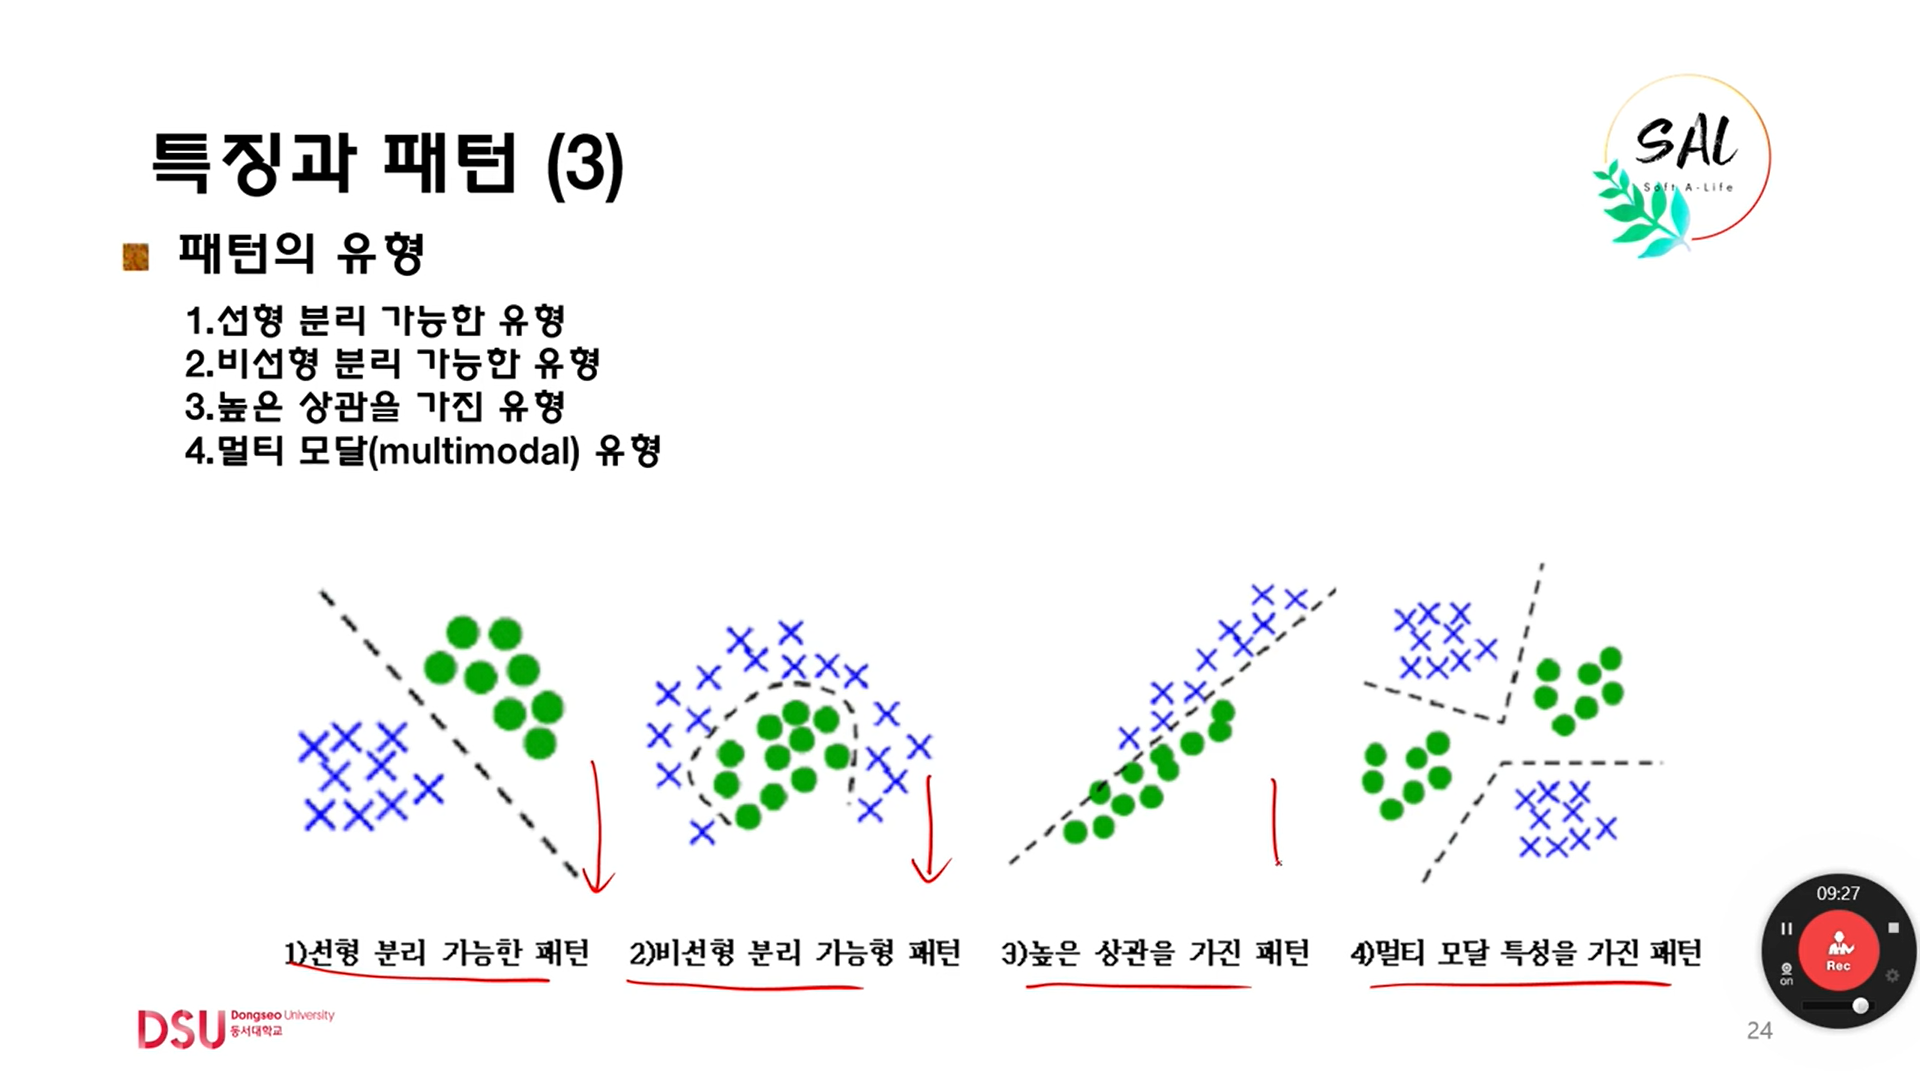 특징과 패턴 (3)
SAL
Soft A-Life
패턴의 유형
1.선형 분리 가능한 유형
2.비선형 분리 가능한 유형
3.높은 상관을 가진 유형
4.멀티 모달(multimodal) 유형
1)선형 분리 가능한 패턴
2)비선형 분리 가능형 패턴
3)높은 상관을 가진 패턴
4)멀티 모달 특성을 가진 패턴
DSU Dongseo University
동서대학교
24
09:27
Rec
on